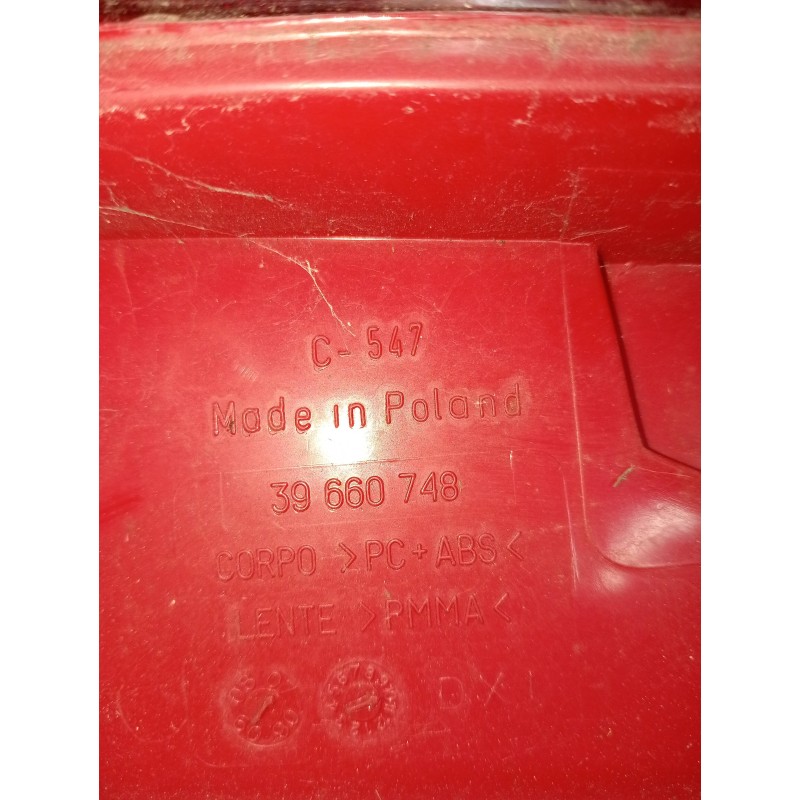 C-547
Made in Poland
39 660 748
CORPO >PC+ABS<
LENTE >PMMA<
DX